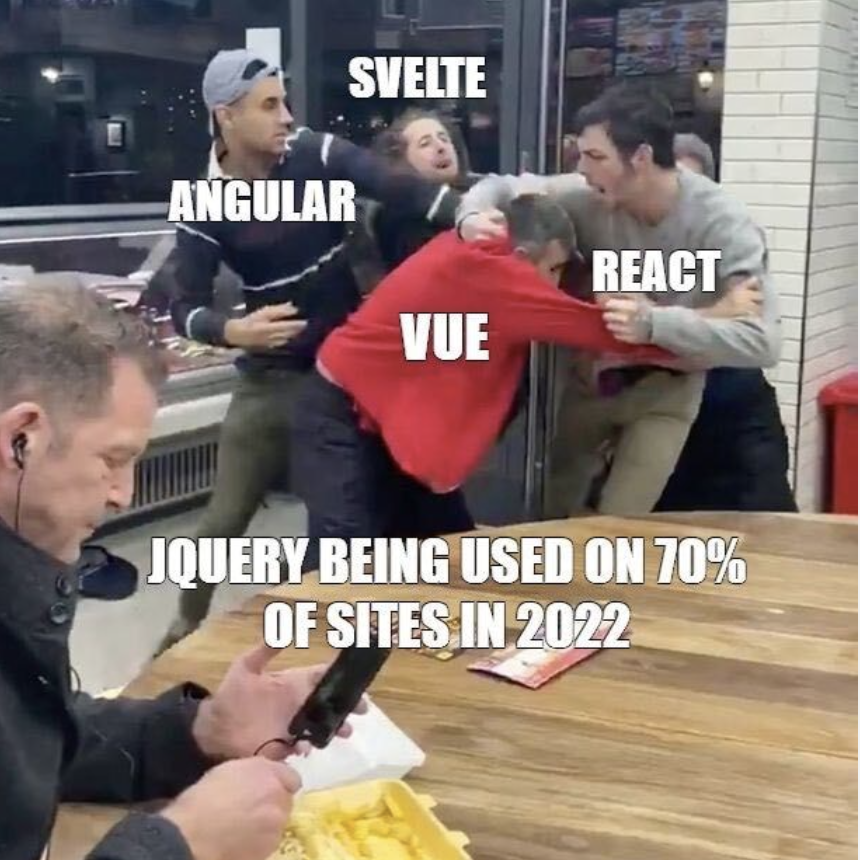 SVELTE
ANGULAR
REACT
VUE
JQUERY BEING USED ON 70%
OF SITES IN 2022